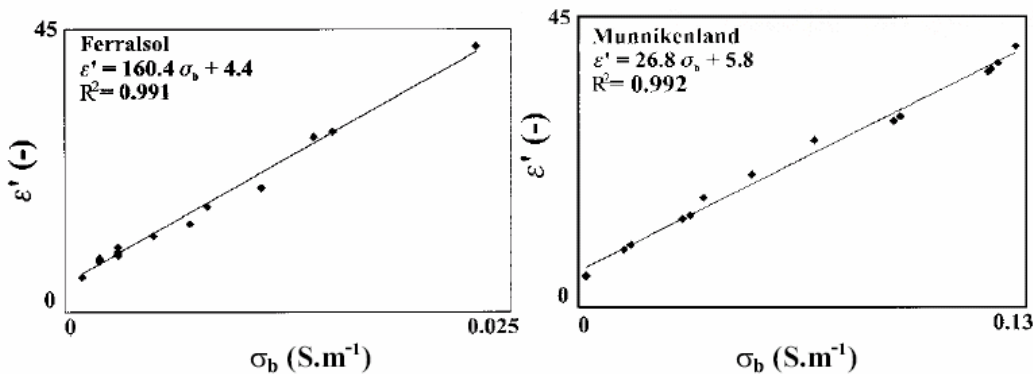 45
Ferralsol
ε' = 160.4 σb + 4.4
R²= 0.991
ε' (-)
0
0
0.025
σb (S.m⁻¹)
45
Munnikenland
ε' = 26.8 σb + 5.8
R²= 0.992
ε' (-)
0
0
0.13
σb (S.m⁻¹)